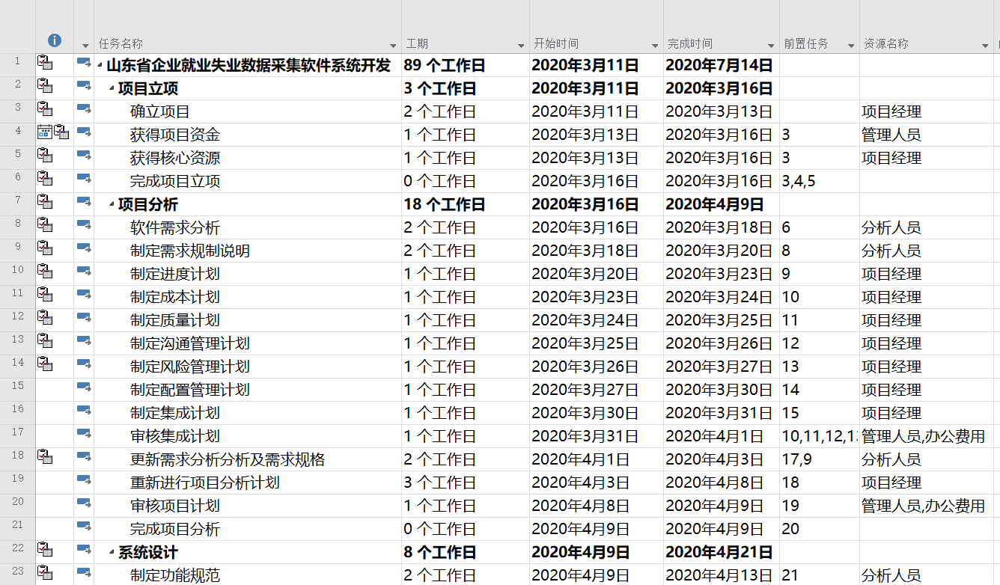 任务名称 工期 开始时间 完成时间 前置任务 资源名称
1 山东省企业就业失业数据采集软件系统开发 89 个工作日 2020年3月11日 2020年7月14日
2 项目立项 3 个工作日 2020年3月11日 2020年3月16日
3 确立项目 2 个工作日 2020年3月11日 2020年3月13日 项目经理
4 获得项目资金 1 个工作日 2020年3月13日 2020年3月16日 3 管理人员
5 获得核心资源 1 个工作日 2020年3月13日 2020年3月16日 3 项目经理
6 完成项目立项 0 个工作日 2020年3月16日 2020年3月16日 3,4,5
7 项目分析 18 个工作日 2020年3月16日 2020年4月9日
8 软件需求分析 2 个工作日 2020年3月16日 2020年3月18日 6 分析人员
9 制定需求规制说明 2 个工作日 2020年3月18日 2020年3月20日 8 分析人员
10 制定进度计划 1 个工作日 2020年3月20日 2020年3月23日 9 项目经理
11 制定成本计划 1 个工作日 2020年3月23日 2020年3月24日 10 项目经理
12 制定质量计划 1 个工作日 2020年3月24日 2020年3月25日 11 项目经理
13 制定沟通管理计划 1 个工作日 2020年3月25日 2020年3月26日 12 项目经理
14 制定风险管理计划 1 个工作日 2020年3月26日 2020年3月27日 13 项目经理
15 制定配置管理计划 1 个工作日 2020年3月27日 2020年3月30日 14 项目经理
16 制定集成计划 1 个工作日 2020年3月30日 2020年3月31日 15 项目经理
17 审核集成计划 1 个工作日 2020年3月31日 2020年4月1日 10,11,12, 管理人员,办公费用
18 更新需求分析分析及需求规格 2 个工作日 2020年4月1日 2020年4月3日 17,9 分析人员
19 重新进行项目分析计划 3 个工作日 2020年4月3日 2020年4月8日 18 项目经理
20 审核项目计划 1 个工作日 2020年4月8日 2020年4月9日 19 管理人员,办公费用
21 完成项目分析 0 个工作日 2020年4月9日 2020年4月9日 20
22 系统设计 8 个工作日 2020年4月9日 2020年4月21日
23 制定功能规范 2 个工作日 2020年4月9日 2020年4月13日 21 分析人员